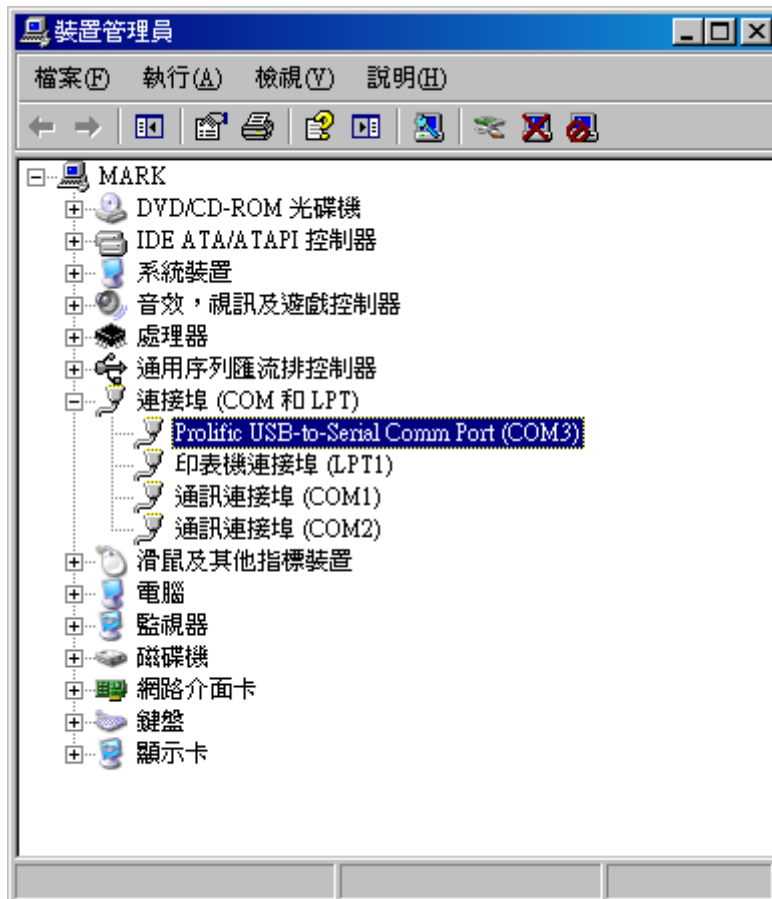 裝置管理員
檔案(F) 執行(A) 檢視(V) 說明(H)
MARK
DVD/CD-ROM 光碟機
IDE ATA/ATAPI 控制器
系統裝置
音效，視訊及遊戲控制器
處理器
通用序列匯流排控制器
連接埠 (COM 和 LPT)
Prolific USB-to-Serial Comm Port (COM3)
印表機連接埠 (LPT1)
通訊連接埠 (COM1)
通訊連接埠 (COM2)
滑鼠及其他指標裝置
電腦
監視器
磁碟機
網路介面卡
鍵盤
顯示卡